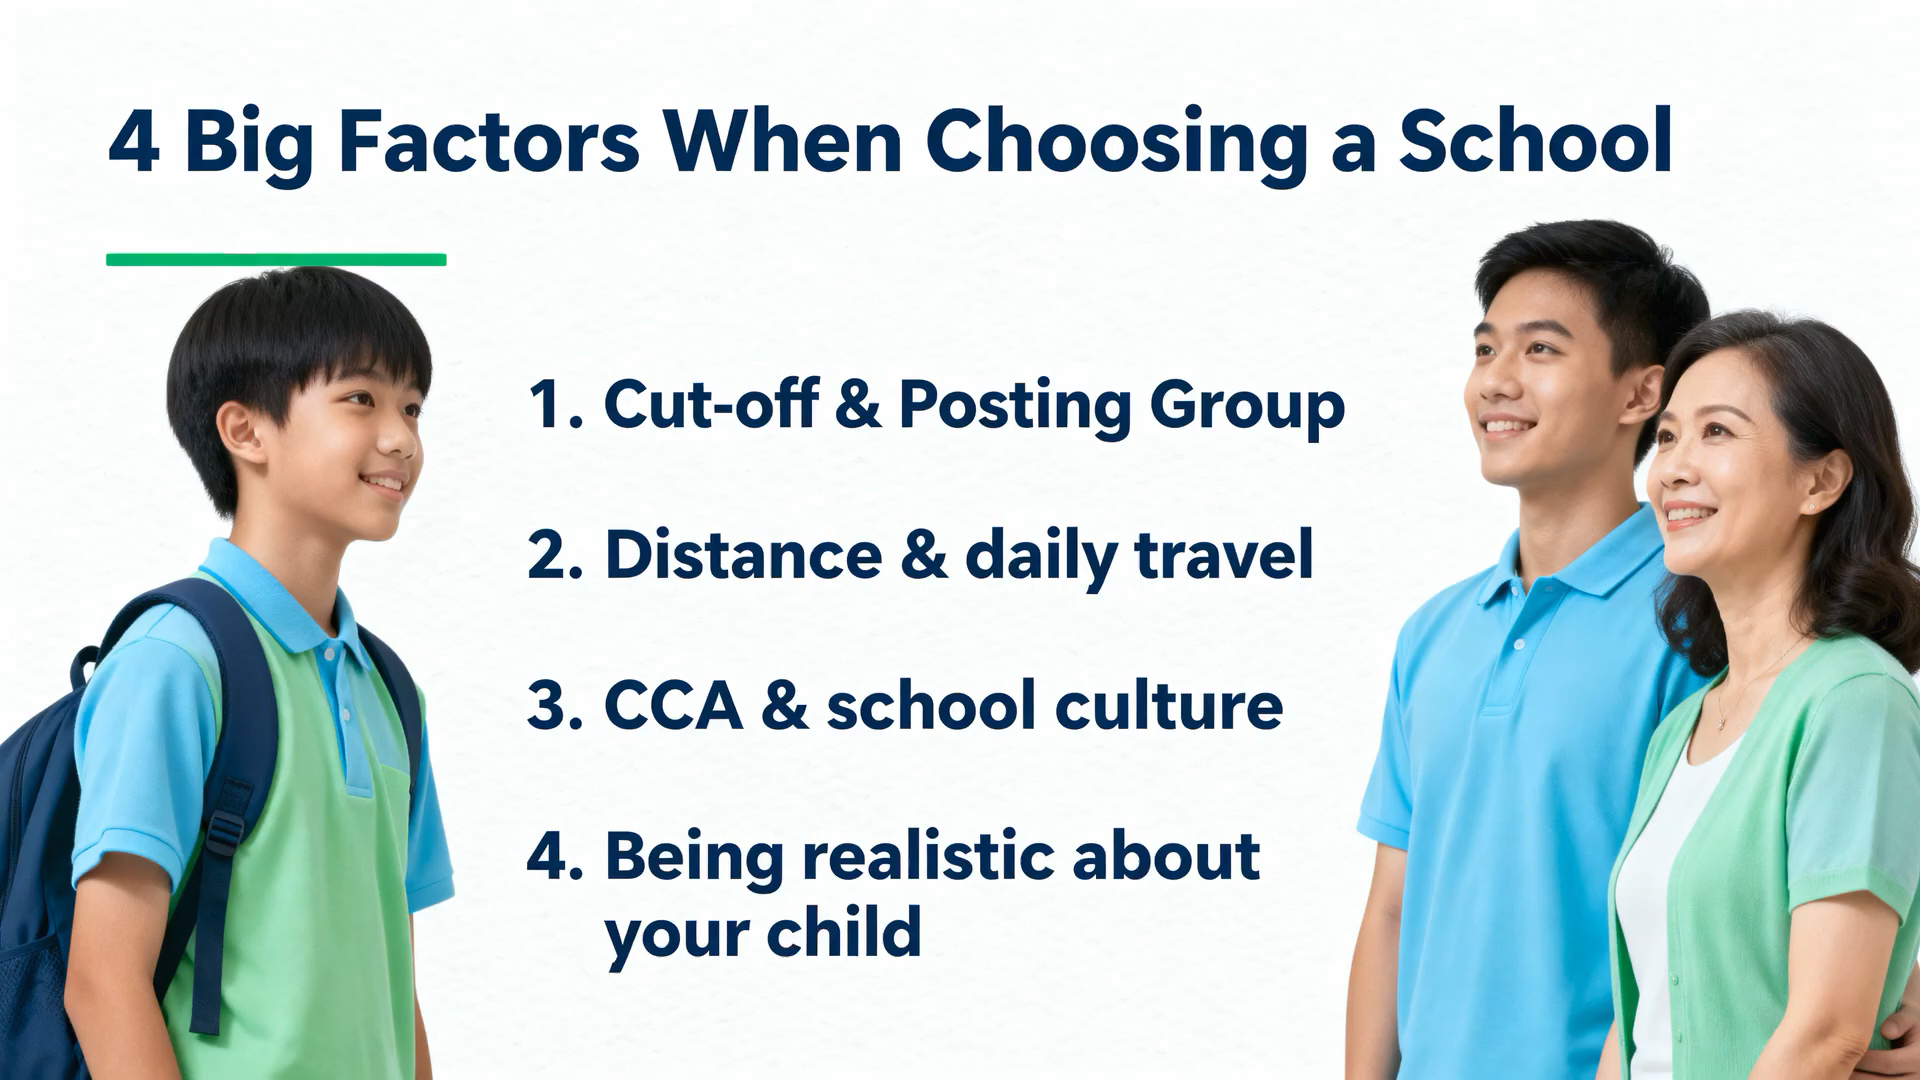 4 Big Factors When Choosing a School
1. Cut-off & Posting Group
2. Distance & daily travel
3. CCA & school culture
4. Being realistic about
your child